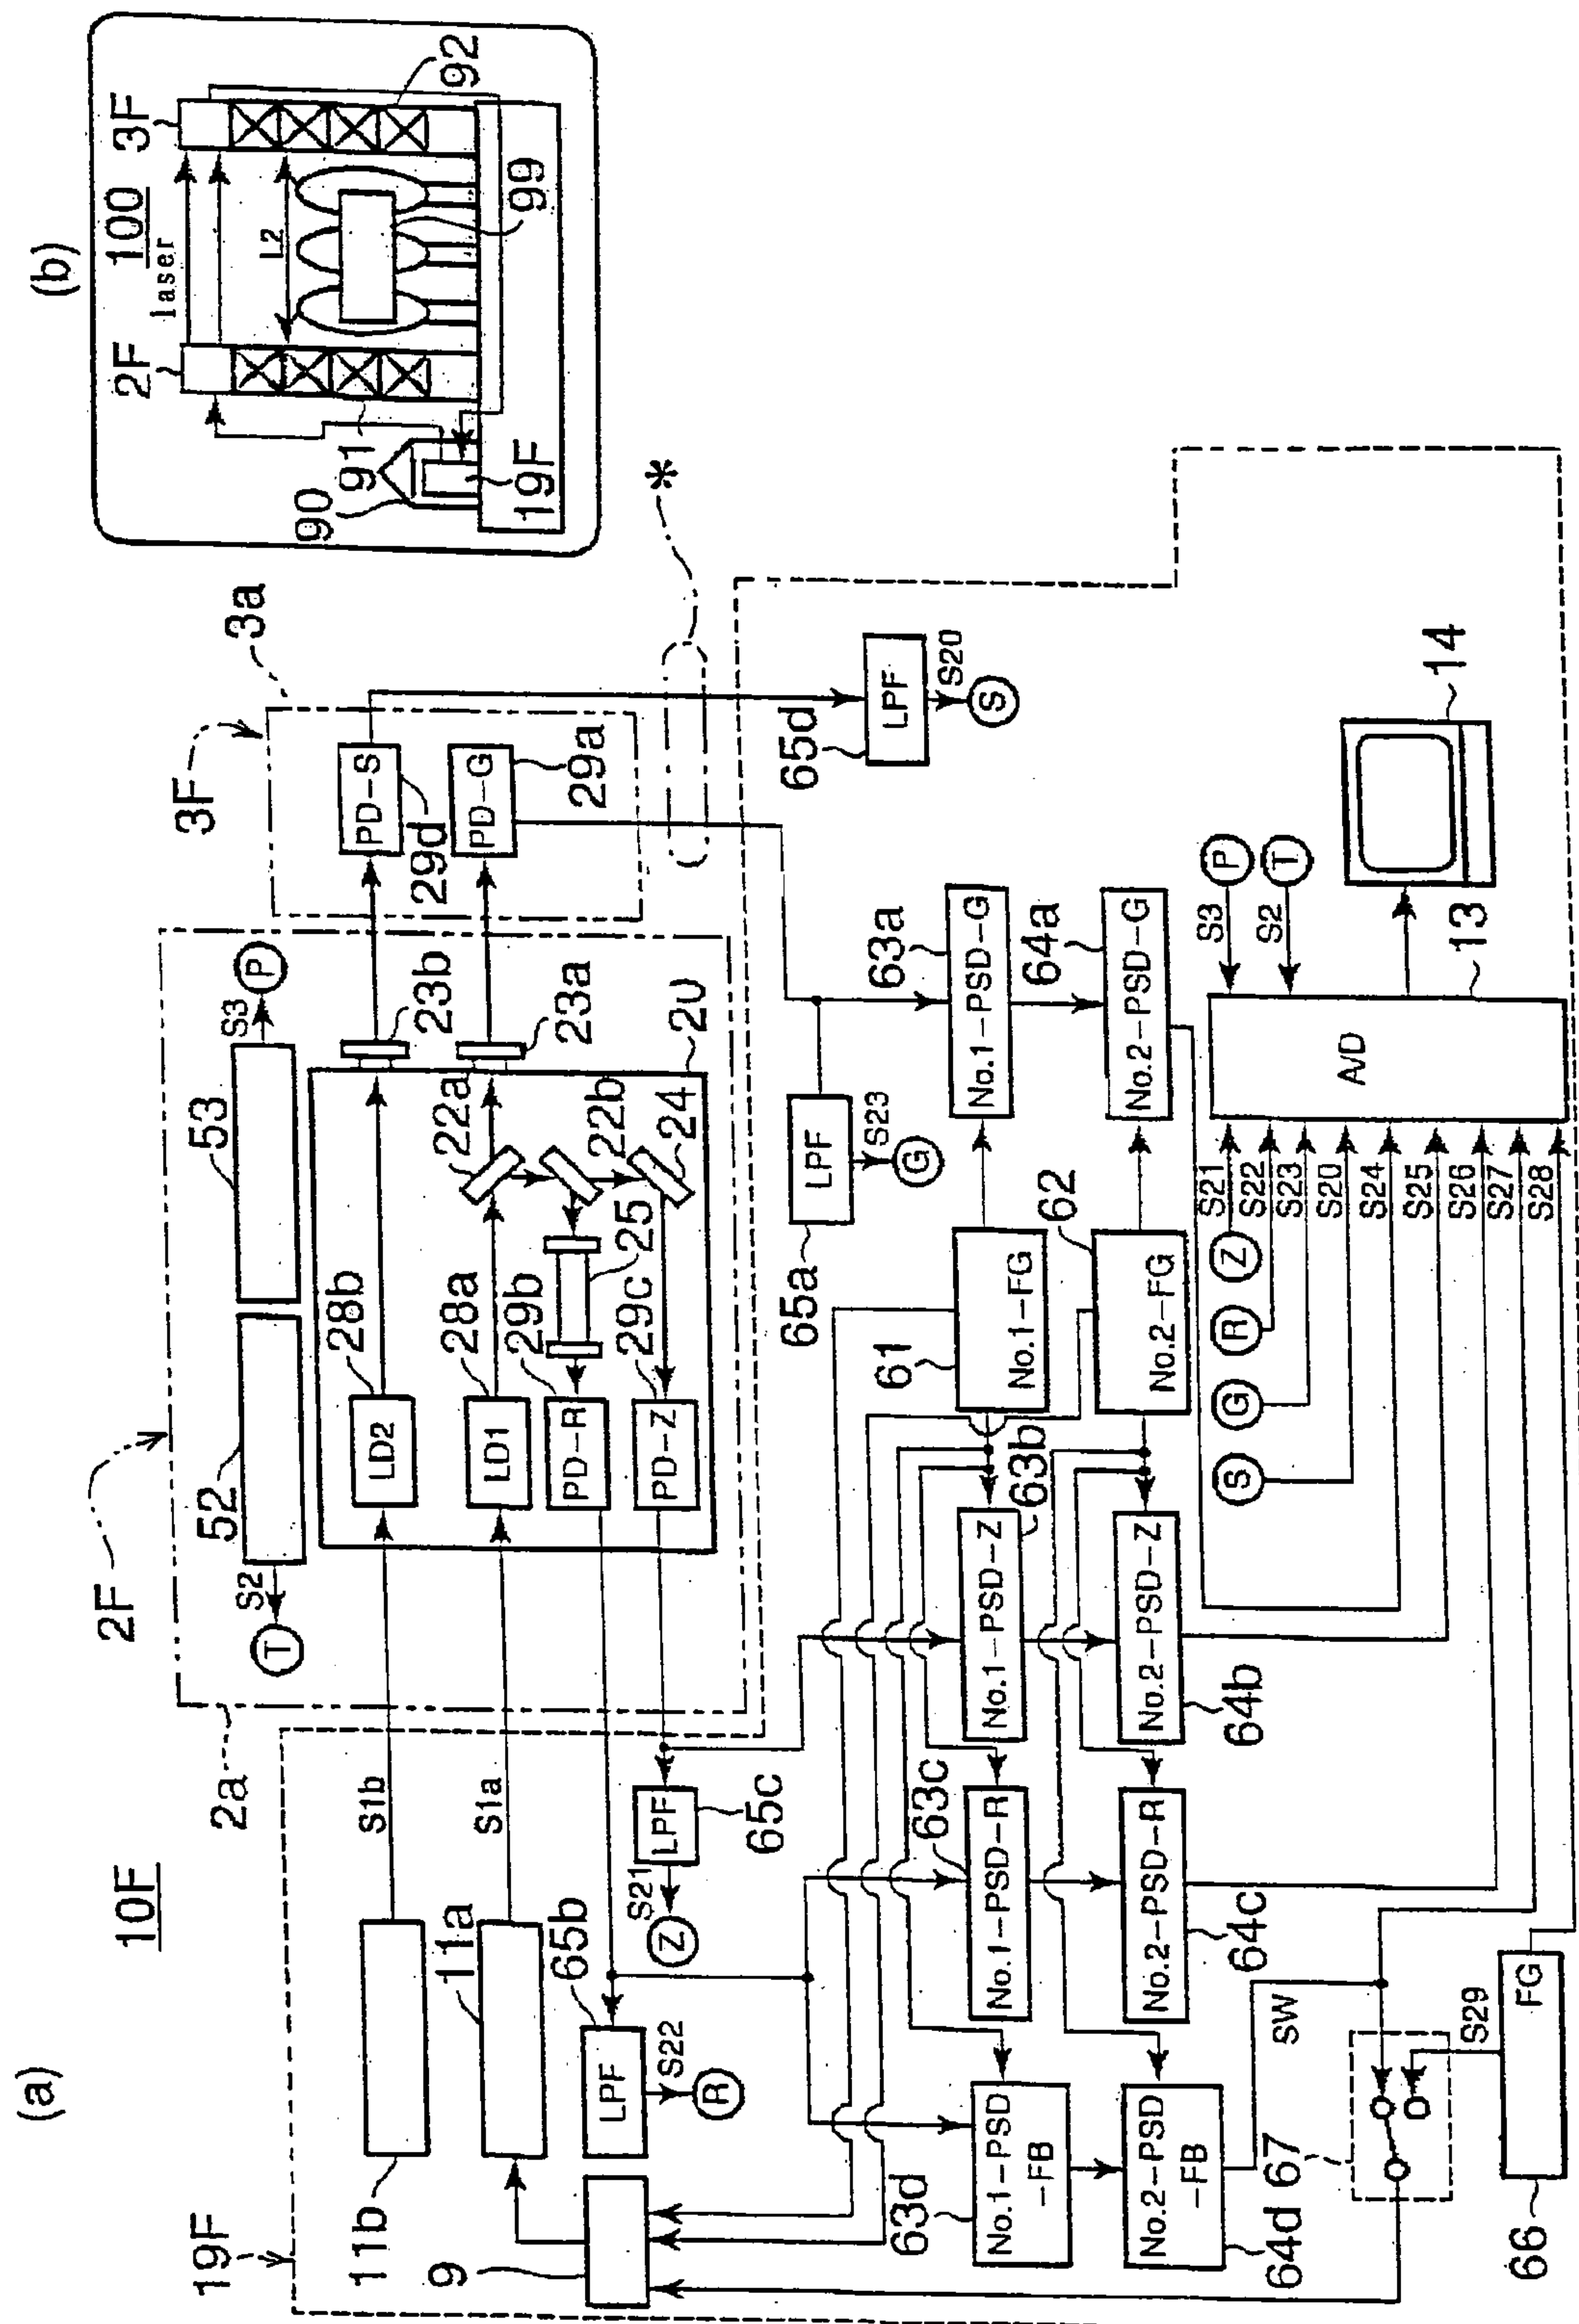 (a)
10F
19F
11b
11a
9
S1b
S1a
2a
2F
52
53
S2
T
S3
P
28b
LD2
28a
LD1
29b
PD-R
29c
PD-Z
25
22a
22b
24
20
23b
23a
3F
3a
PD-S
29d
PD-G
29a
*
65b
LPF
S22
R
S21
Z
LPF
65c
65a
LPF
S23
G
65d
LPF
S20
S
63d
No.1-PSD
-FB
64d
No.2-PSD
-FB
63c
No.1-PSD-R
64c
No.2-PSD-R
63b
No.1-PSD-Z
64b
No.2-PSD-Z
61
No.1-FG
62
No.2-FG
63a
No.1-PSD-G
64a
No.2-PSD-G
SW
67
S29
66
FG
S
G
R
Z
S21
S22
S23
S20
S24
S25
S26
S27
S28
A/D
13
S3
P
S2
T
14
(b)
100
laser
2F
3F
L2
90
91
92
99
19F